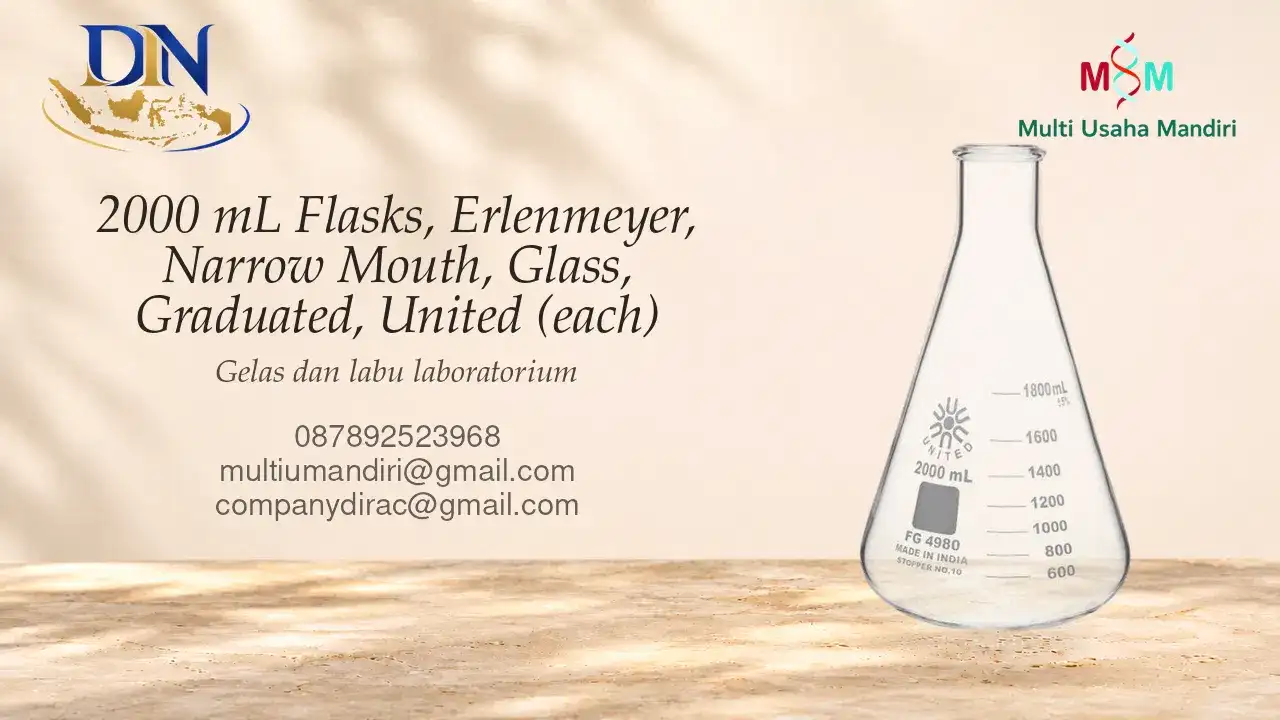 DIN
M M
Multi Usaha Mandiri
2000 mL Flasks, Erlenmeyer,
Narrow Mouth, Glass,
Graduated, United (each)
Gelas dan labu laboratorium
087892523968
multiumandiri@gmail.com
companydirac@gmail.com
UNITED
2000 mL
FG 4980
MADE IN INDIA
STOPPER NO.10
1800 mL
±5%
1600
1400
1200
1000
800
600